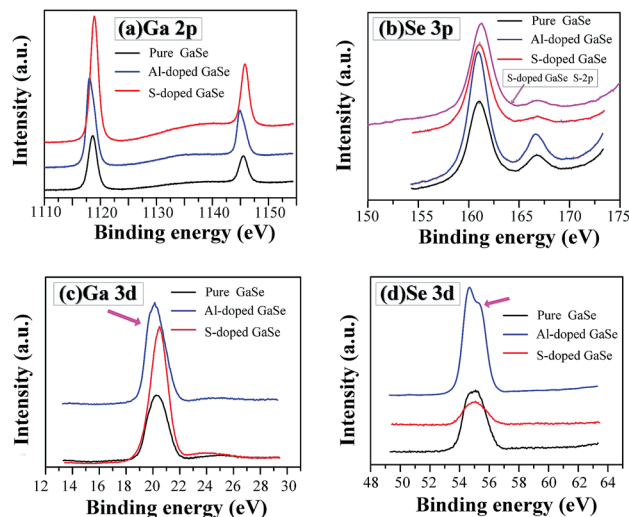 (a)Ga 2p
Pure GaSe
Al-doped GaSe
S-doped GaSe
Intensity (a.u.)
1110 1120 1130 1140 1150
Binding energy (eV)
(b)Se 3p
Pure GaSe
Al-doped GaSe
S-doped GaSe
S-doped GaSe S-2p
Intensity (a.u.)
150 155 160 165 170 175
Binding energy (eV)
(c)Ga 3d
Pure GaSe
Al-doped GaSe
S-doped GaSe
Intensity (a.u.)
12 14 16 18 20 22 24 26 28 30
Binding energy (eV)
(d)Se 3d
Pure GaSe
Al-doped GaSe
S-doped GaSe
Intensity (a.u.)
48 50 52 54 56 58 60 62 64
Binding energy (eV)